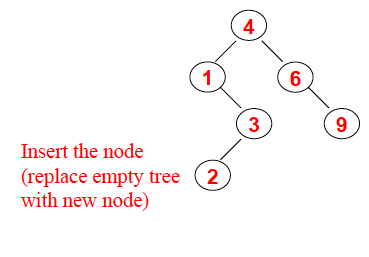 4
1 6
3 9
Insert the node
(replace empty tree 2
with new node)